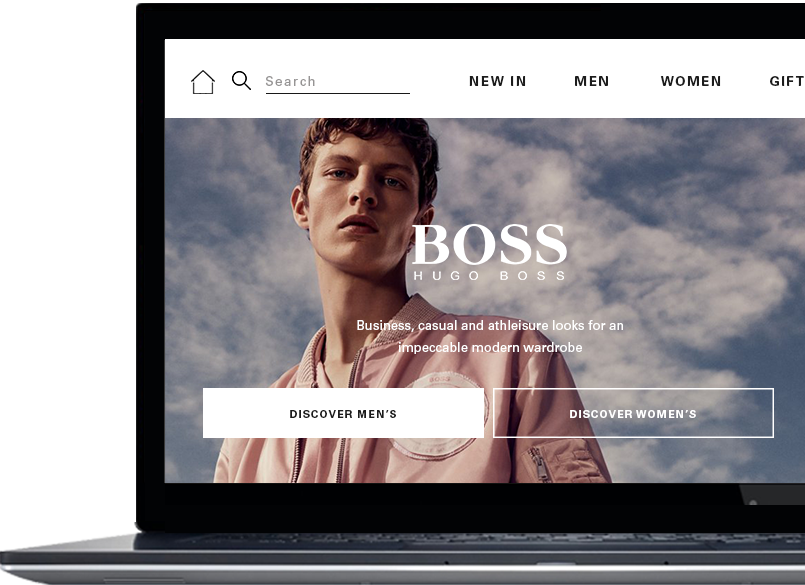 Search
NEW IN
MEN
WOMEN
GIFT
BOSS
HUGO BOSS
Business, casual and athleisure looks for an
impeccable modern wardrobe
DISCOVER MEN'S
DISCOVER WOMEN'S